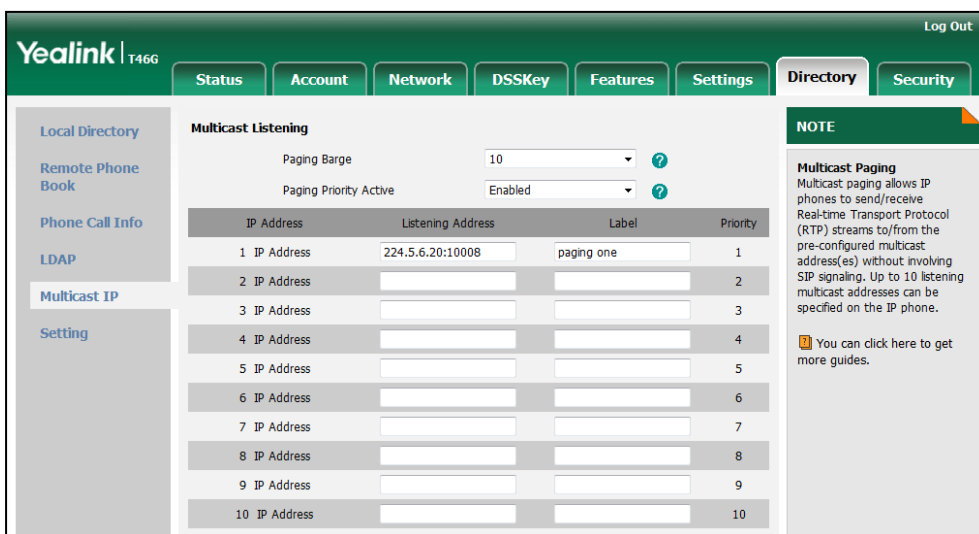 Log Out
Yealink | T46G
Status Account Network DSSKey Features Settings Directory Security
Local Directory
Remote Phone
Book
Phone Call Info
LDAP
Multicast IP
Setting
Multicast Listening
Paging Barge 10 ?
Paging Priority Active Enabled ?
IP Address Listening Address Label Priority
1 IP Address 224.5.6.20:10008 paging one 1
2 IP Address 2
3 IP Address 3
4 IP Address 4
5 IP Address 5
6 IP Address 6
7 IP Address 7
8 IP Address 8
9 IP Address 9
10 IP Address 10
NOTE
Multicast Paging
Multicast paging allows IP
phones to send/receive
Real-time Transport Protocol
(RTP) streams to/from the
pre-configured multicast
address(es) without involving
SIP signaling. Up to 10 listening
multicast addresses can be
specified on the IP phone.
? You can click here to get
more guides.